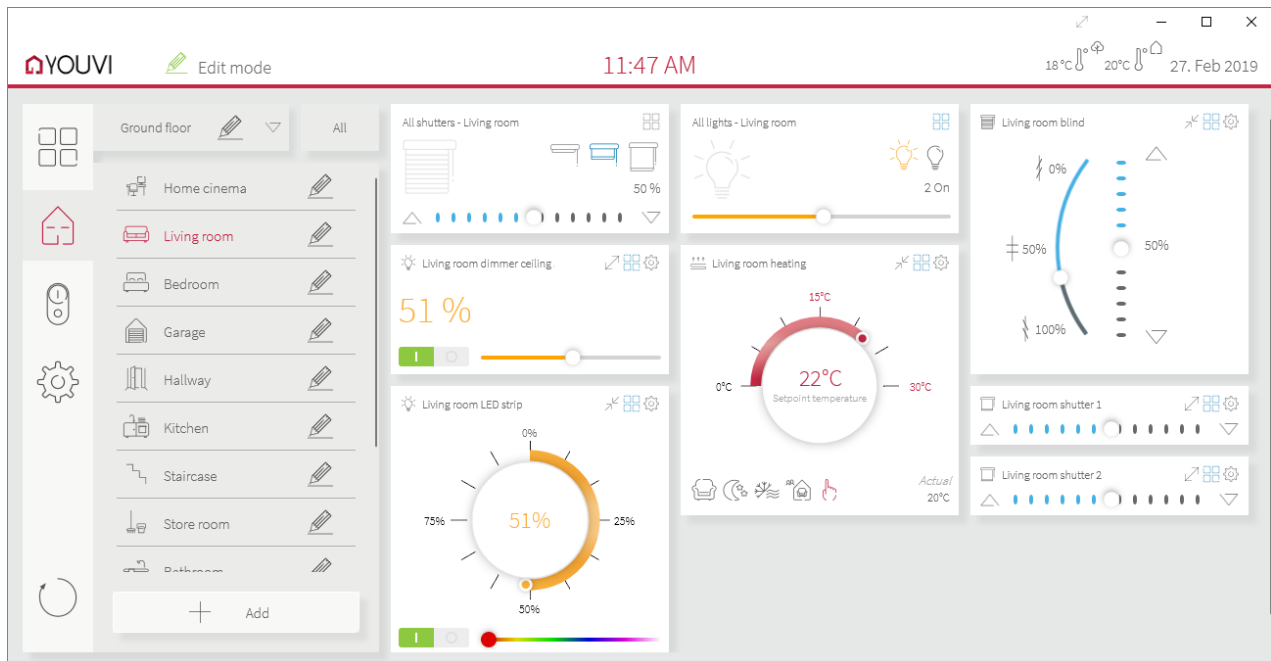 YOUVI
Edit mode
11:47 AM
18°C
20°C
27. Feb 2019
Ground floor
All
Home cinema
Living room
Bedroom
Garage
Hallway
Kitchen
Staircase
Store room
Bathroom
Add
All shutters - Living room
50 %
Living room dimmer ceiling
51 %
Living room LED strip
0%
75%
51%
25%
50%
All lights - Living room
2 On
Living room heating
15°C
0°C
22°C
30°C
Setpoint temperature
Actual
20°C
Living room blind
0%
50%
50%
100%
Living room shutter 1
Living room shutter 2